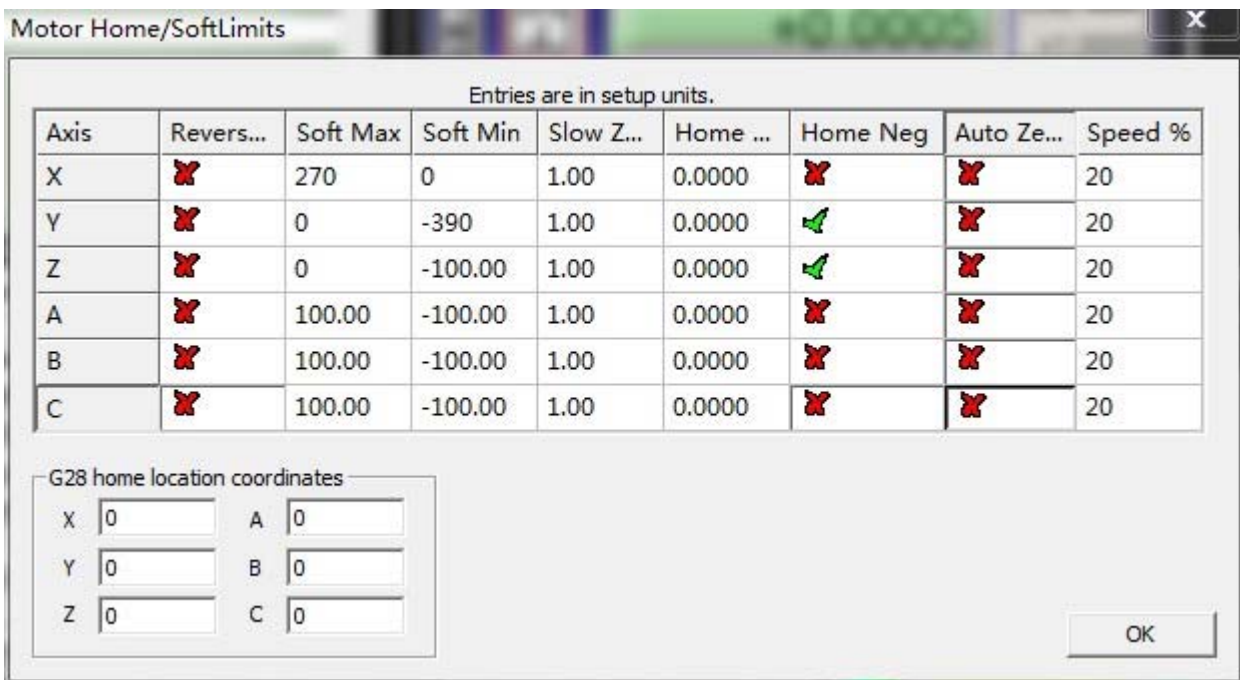 Motor Home/SoftLimits
+0.0005
X
Entries are in setup units.
Axis Revers... Soft Max Soft Min Slow Z... Home ... Home Neg Auto Ze... Speed %
X 270 0 1.00 0.0000 20
Y 0 -390 1.00 0.0000 20
Z 0 -100.00 1.00 0.0000 20
A 100.00 -100.00 1.00 0.0000 20
B 100.00 -100.00 1.00 0.0000 20
C 100.00 -100.00 1.00 0.0000 20
G28 home location coordinates
X 0 A 0
Y 0 B 0
Z 0 C 0
OK